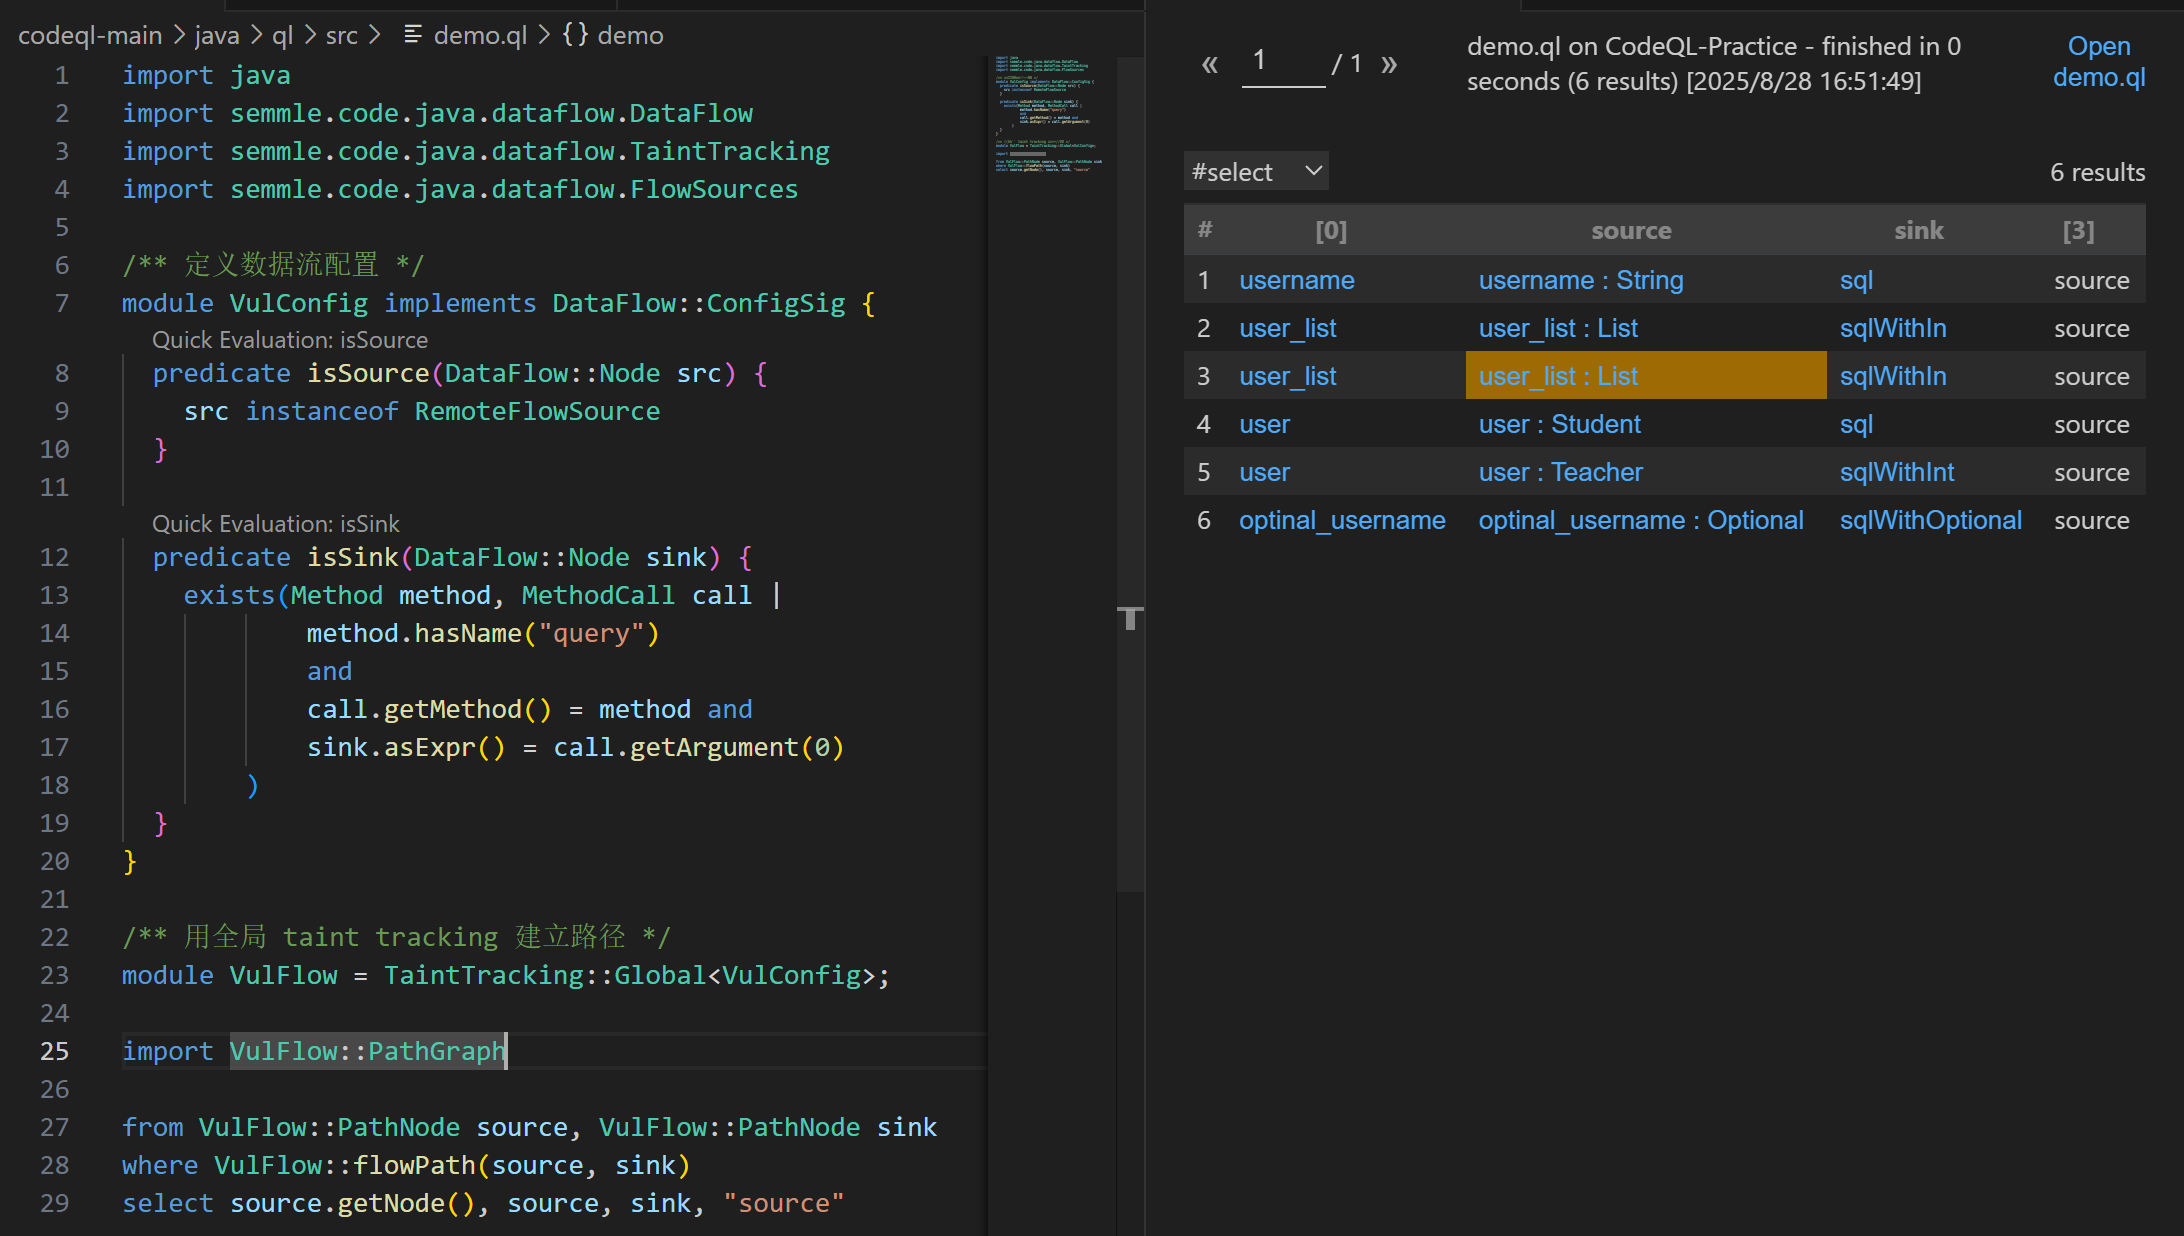 codeql-main > java > ql > src > demo.ql > {} demo
1 import java
2 import semmle.code.java.dataflow.DataFlow
3 import semmle.code.java.dataflow.TaintTracking
4 import semmle.code.java.dataflow.FlowSources
5
6 /** 定义数据流配置 */
7 module VulConfig implements DataFlow::ConfigSig {
Quick Evaluation: isSource
8 predicate isSource(DataFlow::Node src) {
9 src instanceof RemoteFlowSource
10 }
11
Quick Evaluation: isSink
12 predicate isSink(DataFlow::Node sink) {
13 exists(Method method, MethodCall call |
14 method.hasName("query")
15 and
16 call.getMethod() = method and
17 sink.asExpr() = call.getArgument(0)
18 )
19 }
20 }
21
22 /** 用全局 taint tracking 建立路径 */
23 module VulFlow = TaintTracking::Global<VulConfig>;
24
25 import VulFlow::PathGraph
26
27 from VulFlow::PathNode source, VulFlow::PathNode sink
28 where VulFlow::flowPath(source, sink)
29 select source.getNode(), source, sink, "source"
« 1 / 1 »
demo.ql on CodeQL-Practice - finished in 0
seconds (6 results) [2025/8/28 16:51:49]
Open
demo.ql
#select
6 results
# [0] source sink [3]
1 username username : String sql source
2 user_list user_list : List sqlWithIn source
3 user_list user_list : List sqlWithIn source
4 user user : Student sql source
5 user user : Teacher sqlWithInt source
6 optinal_username optinal_username : Optional sqlWithOptional source